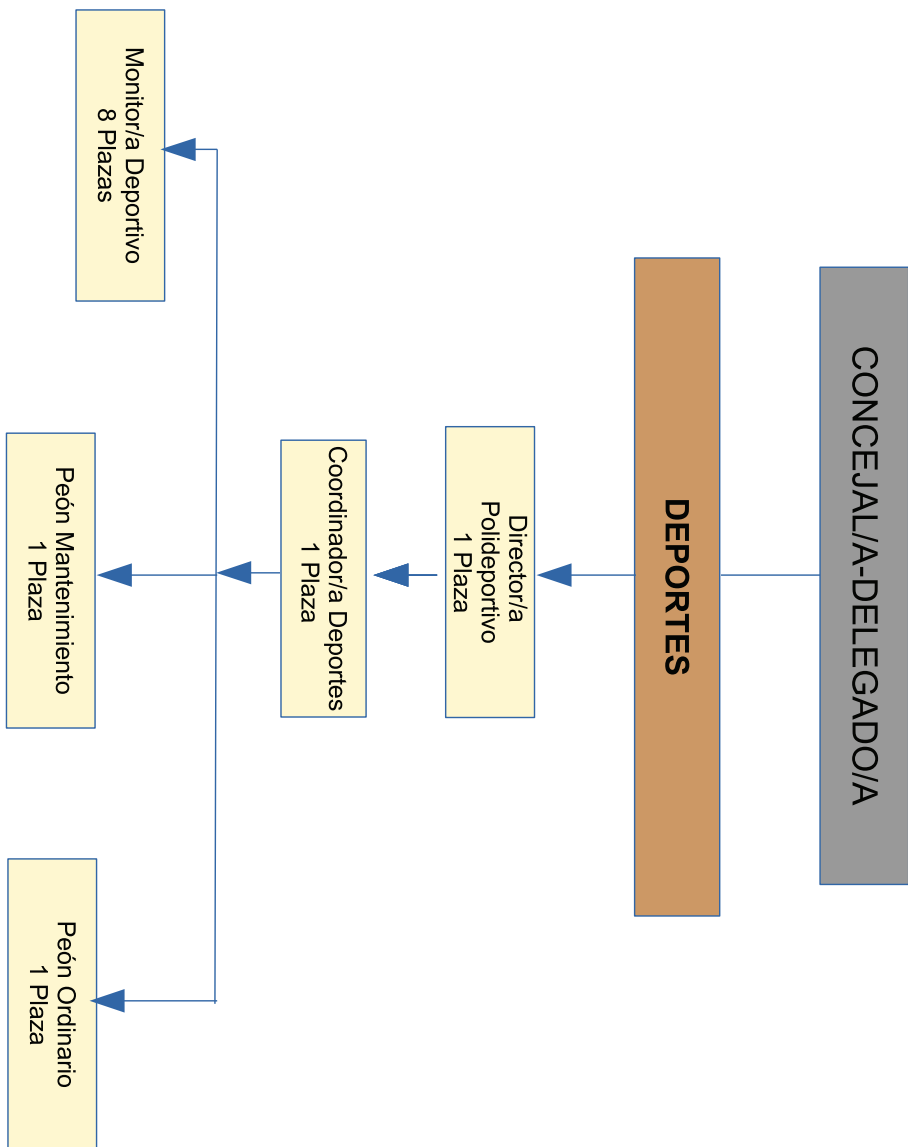 CONCEJAL/A-DELEGADO/A
DEPORTES
Director/a
Polideportivo
1 Plaza
Coordinador/a Deportes
1 Plaza
Monitor/a Deportivo
8 Plazas
Peón Mantenimiento
1 Plaza
Peón Ordinario
1 Plaza